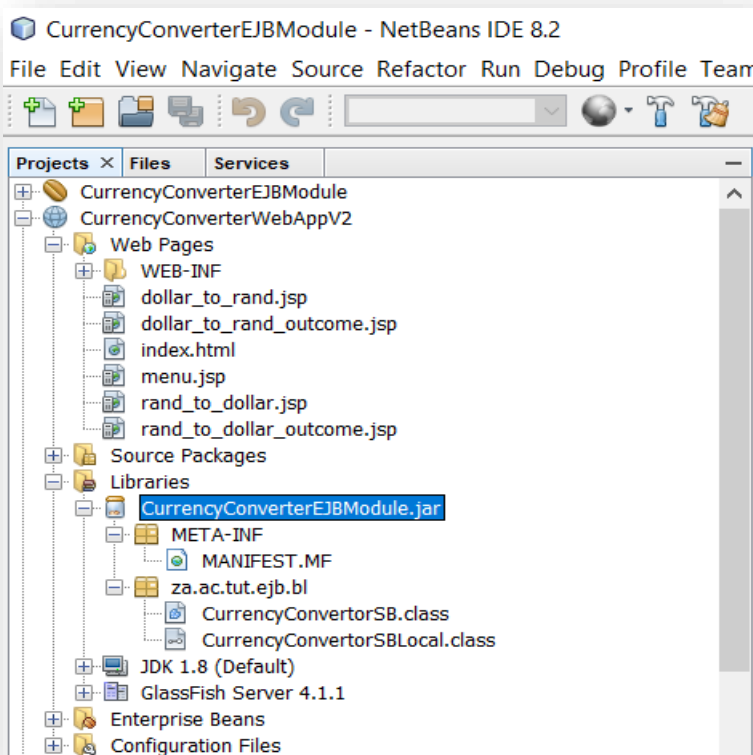 CurrencyConverterEJBModule - NetBeans IDE 8.2
File Edit View Navigate Source Refactor Run Debug Profile Team
Projects × Files Services
CurrencyConverterEJBModule
CurrencyConverterWebAppV2
Web Pages
WEB-INF
dollar_to_rand.jsp
dollar_to_rand_outcome.jsp
index.html
menu.jsp
rand_to_dollar.jsp
rand_to_dollar_outcome.jsp
Source Packages
Libraries
CurrencyConverterEJBModule.jar
META-INF
MANIFEST.MF
za.ac.tut.ejb.bl
CurrencyConvertorSB.class
CurrencyConvertorSBLocal.class
JDK 1.8 (Default)
GlassFish Server 4.1.1
Enterprise Beans
Configuration Files